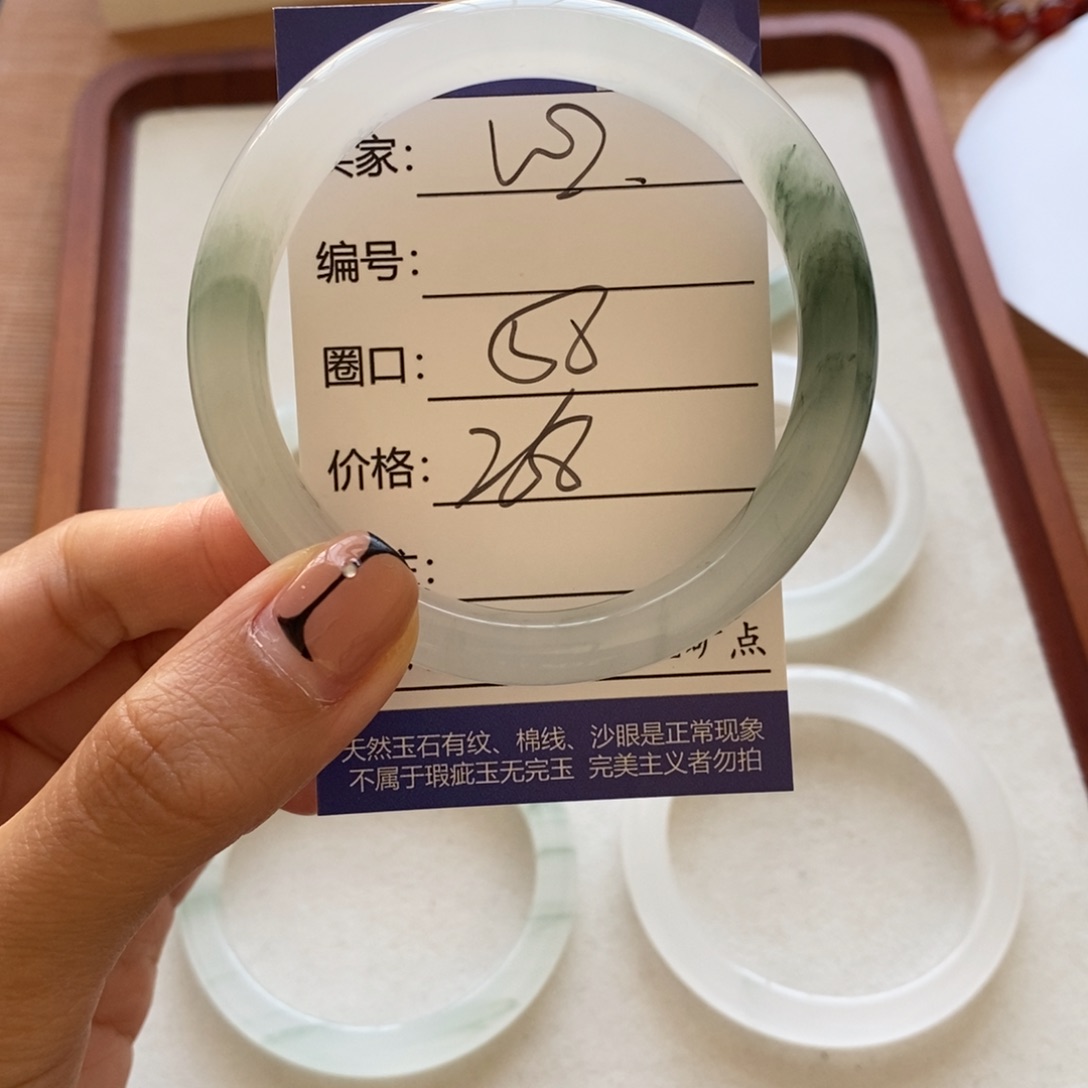 家：
编号：
圈口：58
价格：268
：
点
天然玉石有纹、棉线、沙眼是正常现象
不属于瑕疵玉无完玉 完美主义者勿拍